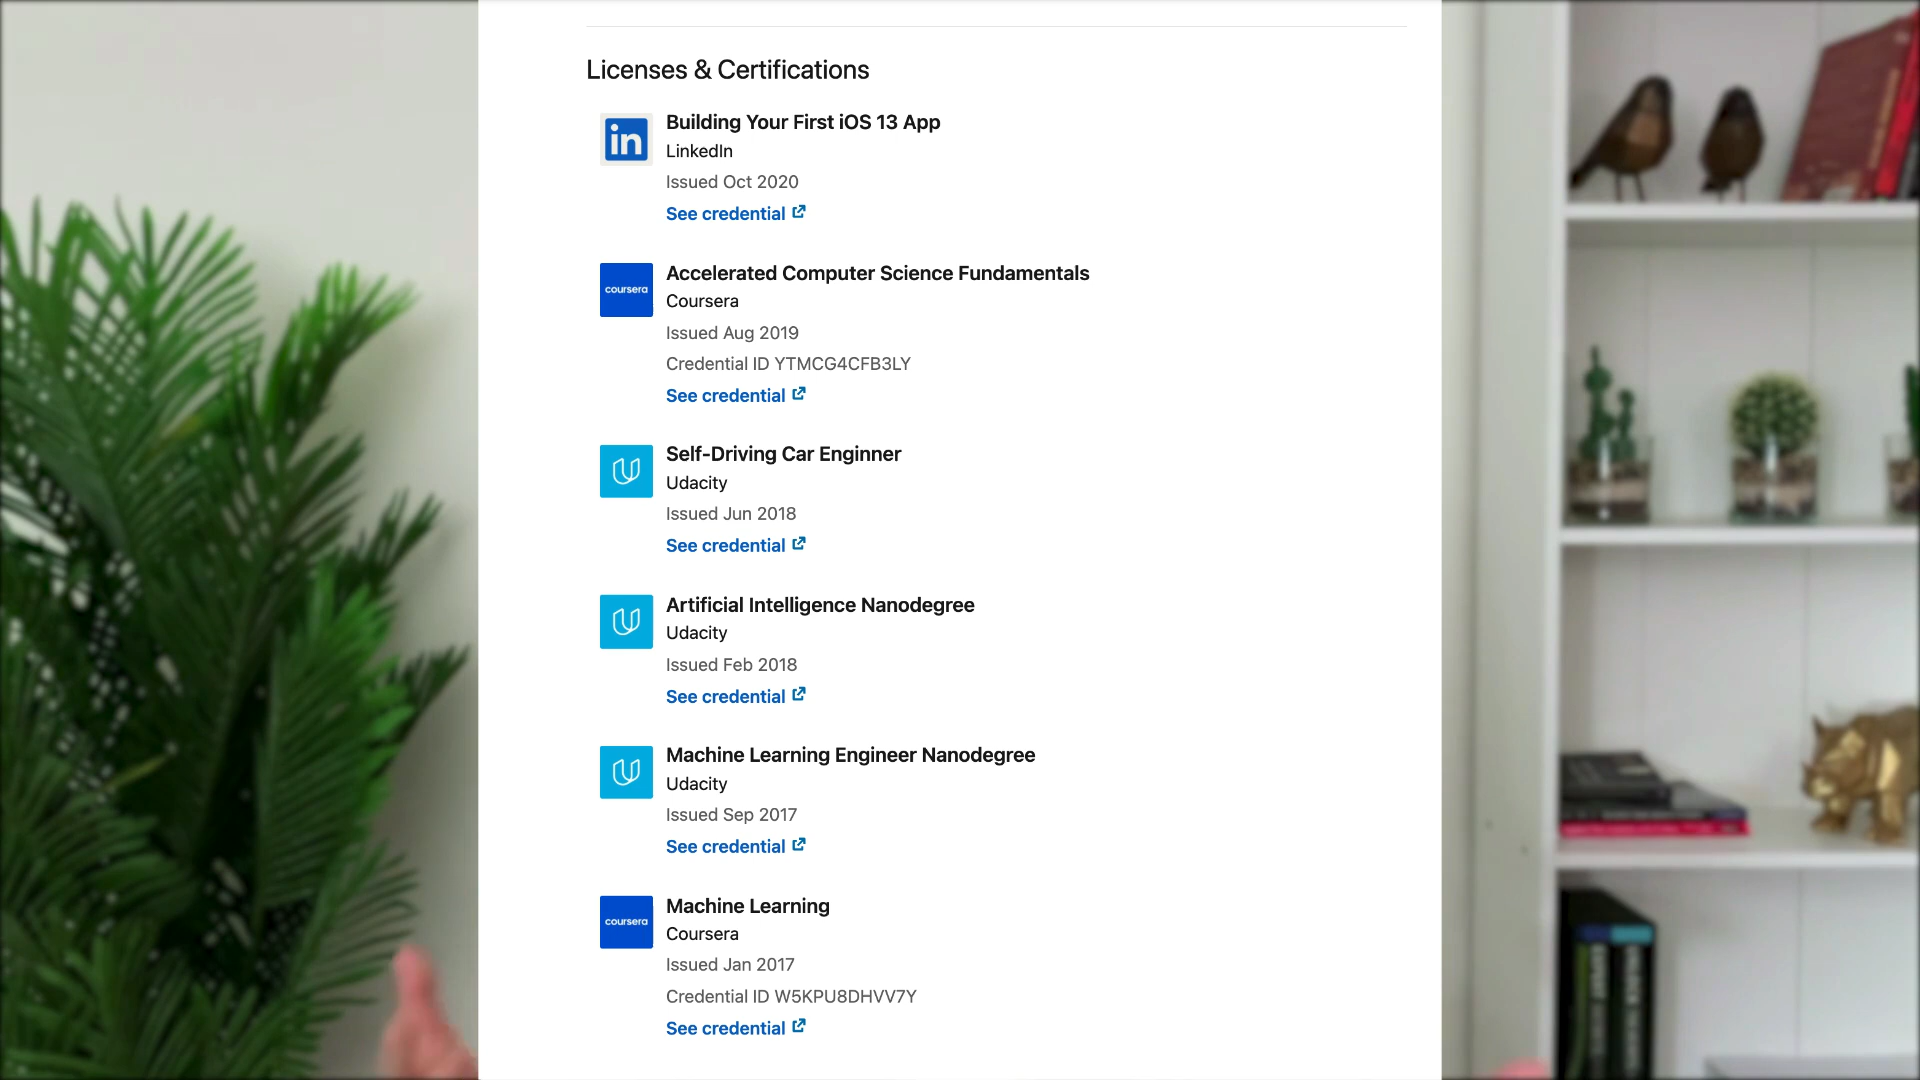 Licenses & Certifications
in
Building Your First iOS 13 App
LinkedIn
Issued Oct 2020
See credential
coursera
Accelerated Computer Science Fundamentals
Coursera
Issued Aug 2019
Credential ID YTMCG4CFB3LY
See credential
Self-Driving Car Enginner
Udacity
Issued Jun 2018
See credential
Artificial Intelligence Nanodegree
Udacity
Issued Feb 2018
See credential
Machine Learning Engineer Nanodegree
Udacity
Issued Sep 2017
See credential
coursera
Machine Learning
Coursera
Issued Jan 2017
Credential ID W5KPU8DHVV7Y
See credential